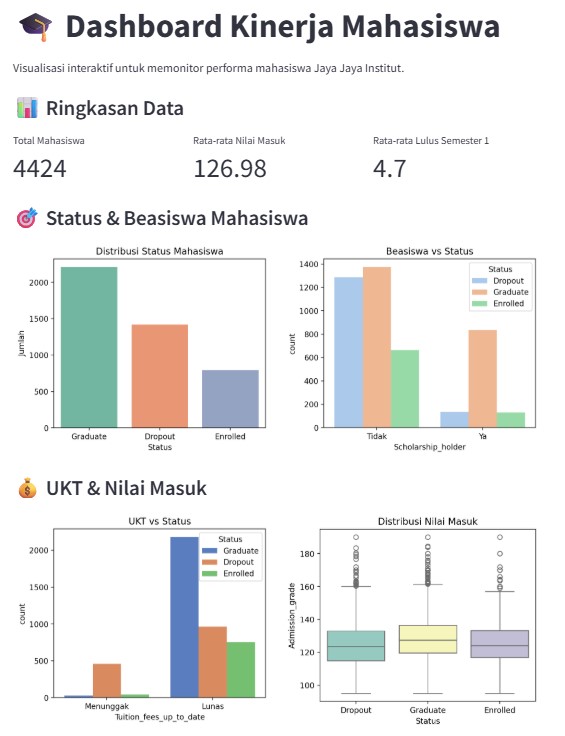 Dashboard Kinerja Mahasiswa
Visualisasi interaktif untuk memonitor performa mahasiswa Jaya Jaya Institut.
Ringkasan Data
Total Mahasiswa Rata-rata Nilai Masuk Rata-rata Lulus Semester 1
4424 126.98 4.7
Status & Beasiswa Mahasiswa
Distribusi Status Mahasiswa
Jumlah
2000
1500
1000
500
0
Graduate Dropout Enrolled
Status
Beasiswa vs Status
count
1400
1200
1000
800
600
400
200
0
Status
Dropout
Graduate
Enrolled
Tidak Ya
Scholarship_holder
UKT & Nilai Masuk
UKT vs Status
count
2000
1500
1000
500
0
Status
Graduate
Dropout
Enrolled
Menunggak Lunas
Tuition_fees_up_to_date
Distribusi Nilai Masuk
Admission_grade
180
160
140
120
100
Dropout Graduate Enrolled
Status